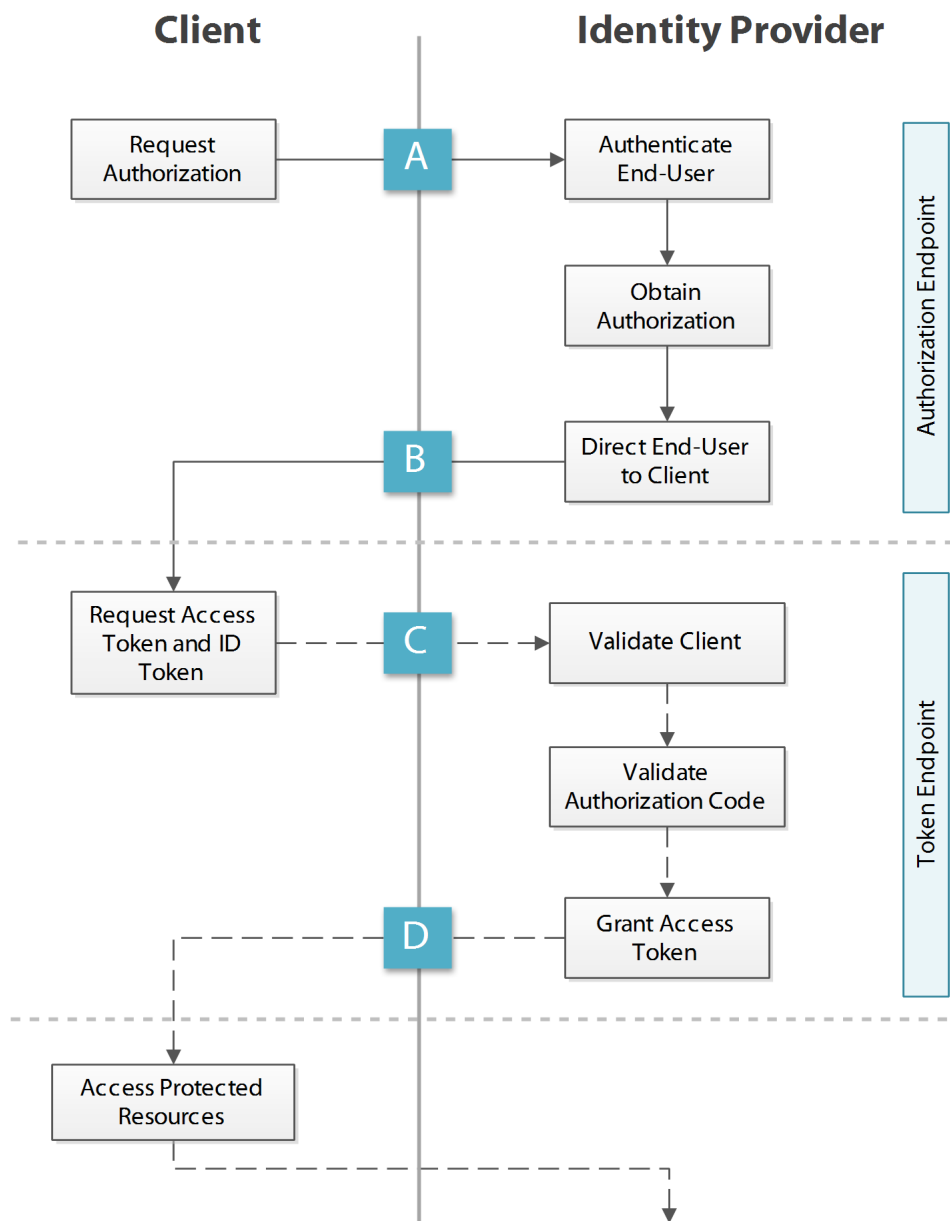 Client
Identity Provider
Request
Authorization
A
Authenticate
End-User
Authorization Endpoint
Obtain
Authorization
B
Direct End-User
to Client
Request Access
Token and ID
Token
C
Validate Client
Token Endpoint
Validate
Authorization Code
D
Grant Access
Token
Access Protected
Resources